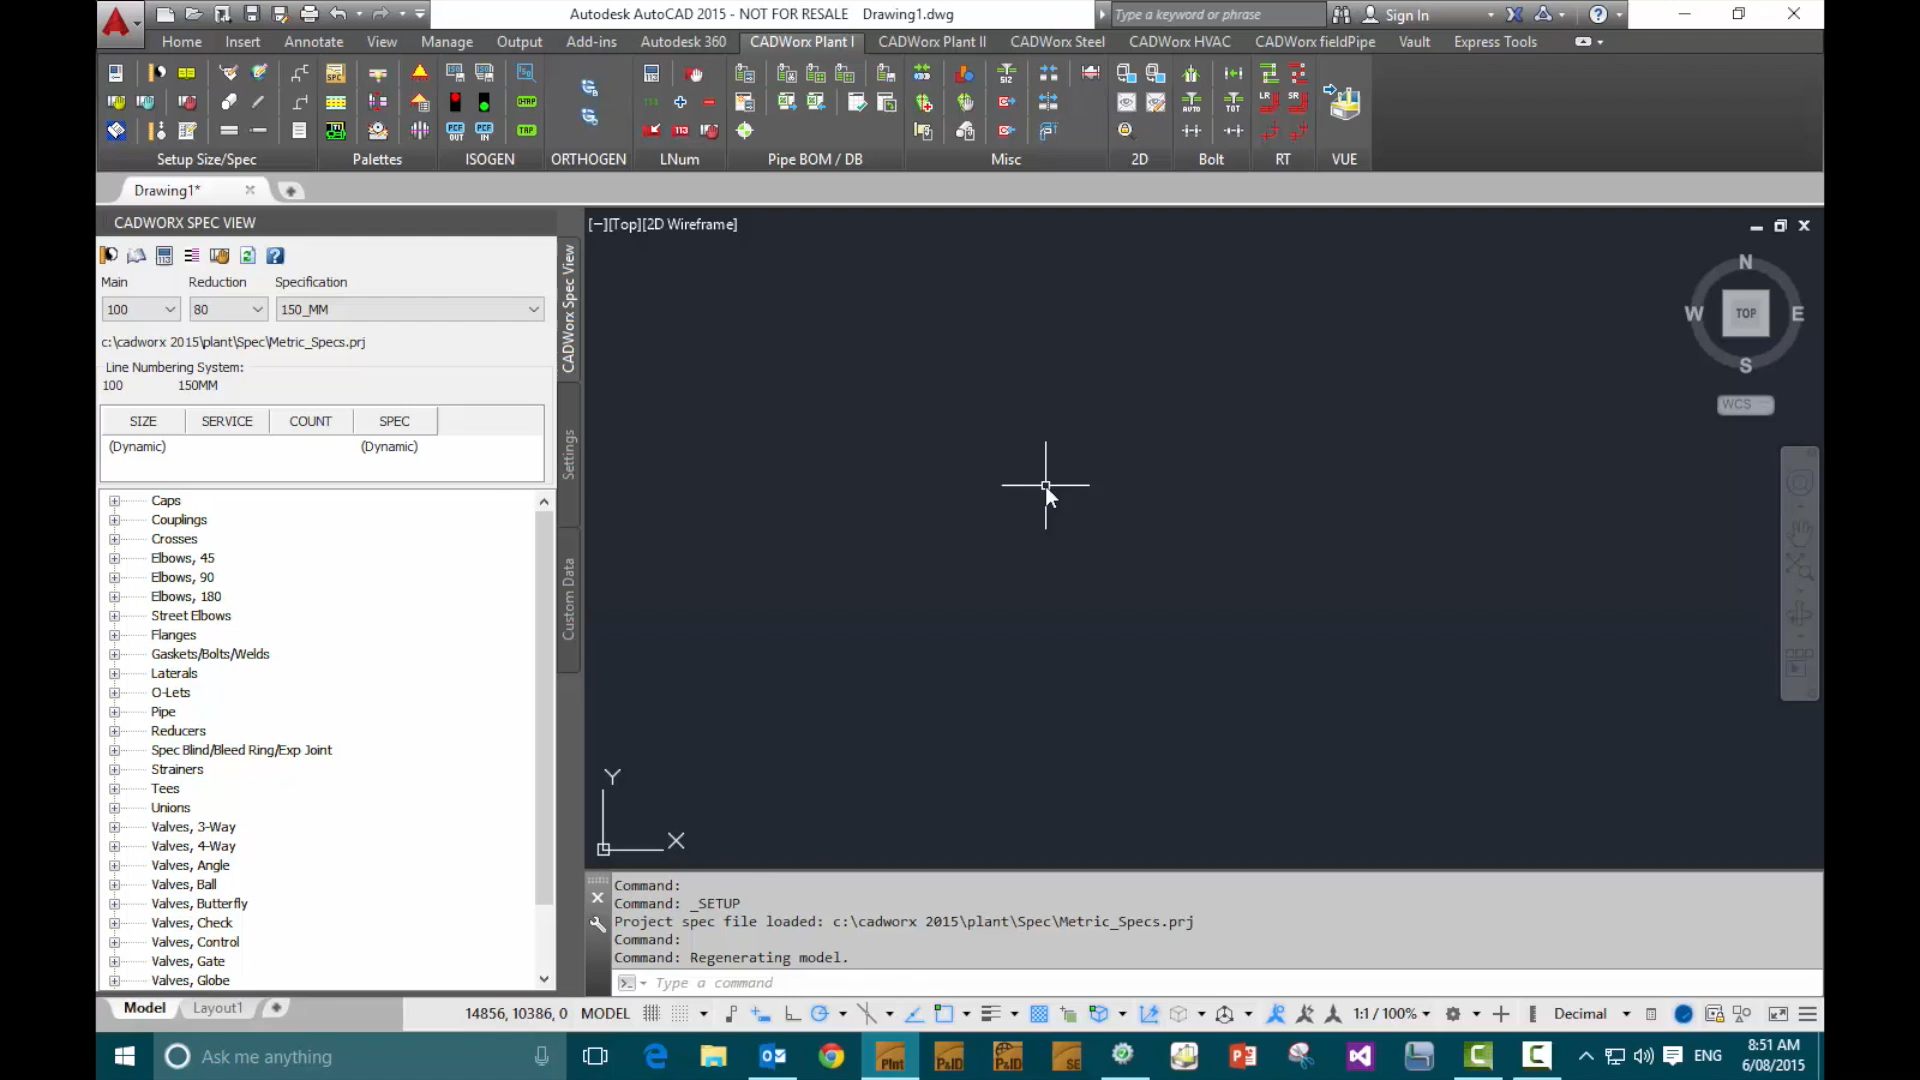 Autodesk AutoCAD 2015 - NOT FOR RESALE Drawing1.dwg
Type a keyword or phrase
Sign In
Home Insert Annotate View Manage Output Add-ins Autodesk 360 CADWorx Plant I CADWorx Plant II CADWorx Steel CADWorx HVAC CADWorx fieldPipe Vault Express Tools
Setup Size/Spec Palettes ISOGEN ORTHOGEN LNum Pipe BOM / DB Misc 2D Bolt RT VUE
Drawing1*
CADWORX SPEC VIEW
[−][Top][2D Wireframe]
Main Reduction Specification
100 80 150_MM
c:\cadworx 2015\plant\Spec\Metric_Specs.prj
Line Numbering System:
100 150MM
SIZE SERVICE COUNT SPEC
(Dynamic) (Dynamic)
Caps
Couplings
Crosses
Elbows, 45
Elbows, 90
Elbows, 180
Street Elbows
Flanges
Gaskets/Bolts/Welds
Laterals
O-Lets
Pipe
Reducers
Spec Blind/Bleed Ring/Exp Joint
Strainers
Tees
Unions
Valves, 3-Way
Valves, 4-Way
Valves, Angle
Valves, Ball
Valves, Butterfly
Valves, Check
Valves, Control
Valves, Gate
Valves, Globe
CADWorx Spec View
Settings
Custom Data
N
W TOP E
S
WCS
Y
X
Command:
Command: _SETUP
Project spec file loaded: c:\cadworx 2015\plant\Spec\Metric_Specs.prj
Command:
Command: Regenerating model.
Type a command
Model Layout1
14856, 10386, 0 MODEL 1:1 / 100% Decimal
Ask me anything
ENG
8:51 AM
6/08/2015